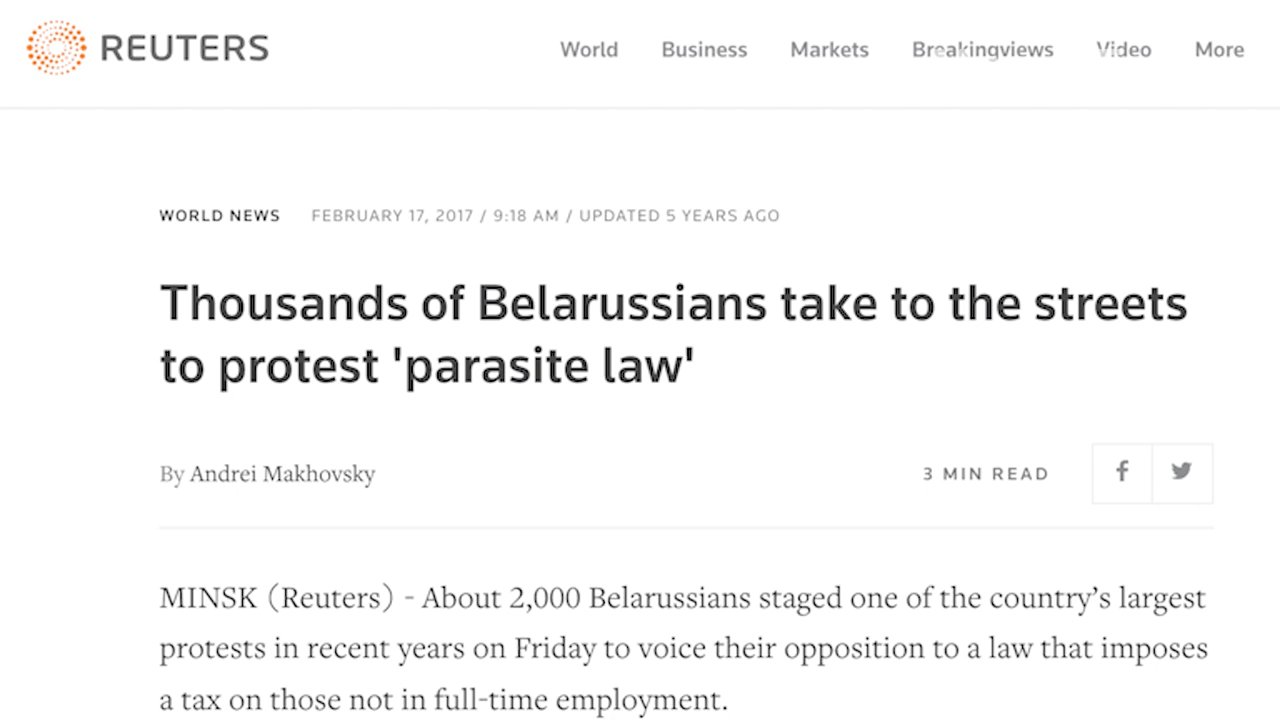 REUTERS World Business Markets Breakingviews Video More
WORLD NEWS FEBRUARY 17, 2017 / 9:18 AM / UPDATED 5 YEARS AGO
Thousands of Belarussians take to the streets
to protest 'parasite law'
By Andrei Makhovsky 3 MIN READ
MINSK (Reuters) - About 2,000 Belarussians staged one of the country’s largest
protests in recent years on Friday to voice their opposition to a law that imposes
a tax on those not in full-time employment.